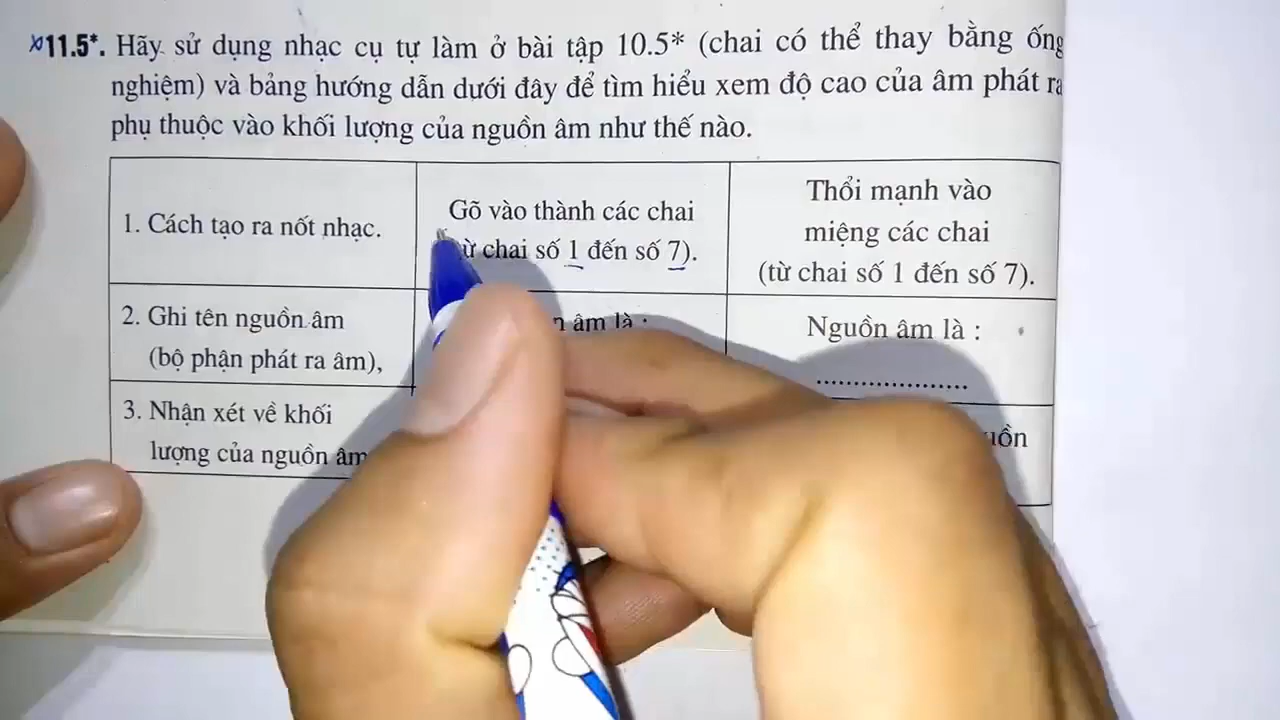 11.5*. Hãy sử dụng nhạc cụ tự làm ở bài tập 10.5* (chai có thể thay bằng ống
nghiệm) và bảng hướng dẫn dưới đây để tìm hiểu xem độ cao của âm phát ra
phụ thuộc vào khối lượng của nguồn âm như thế nào.
1. Cách tạo ra nốt nhạc.
Gõ vào thành các chai
chai số 1 đến số 7).
Thổi mạnh vào
miệng các chai
(từ chai số 1 đến số 7).
2. Ghi tên nguồn âm
(bộ phận phát ra âm),
âm là :
Nguồn âm là :
....................
3. Nhận xét về khối
lượng của nguồn âm